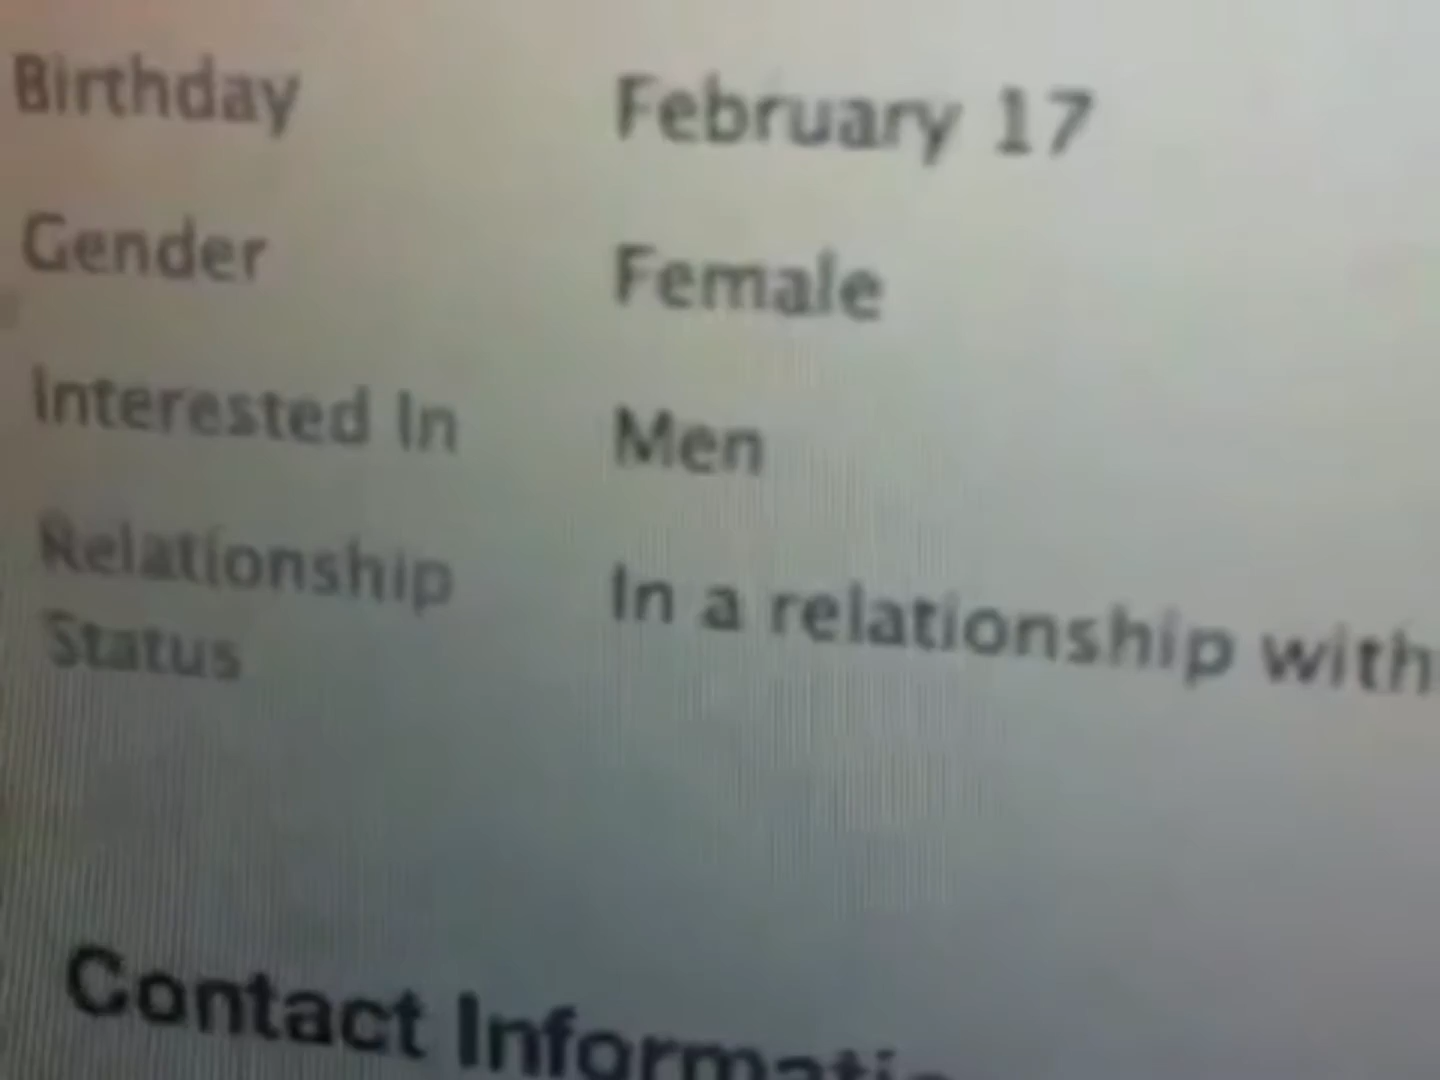 Birthday February 17
Gender Female
Interested In Men
Relationship In a relationship with
Status
Contact